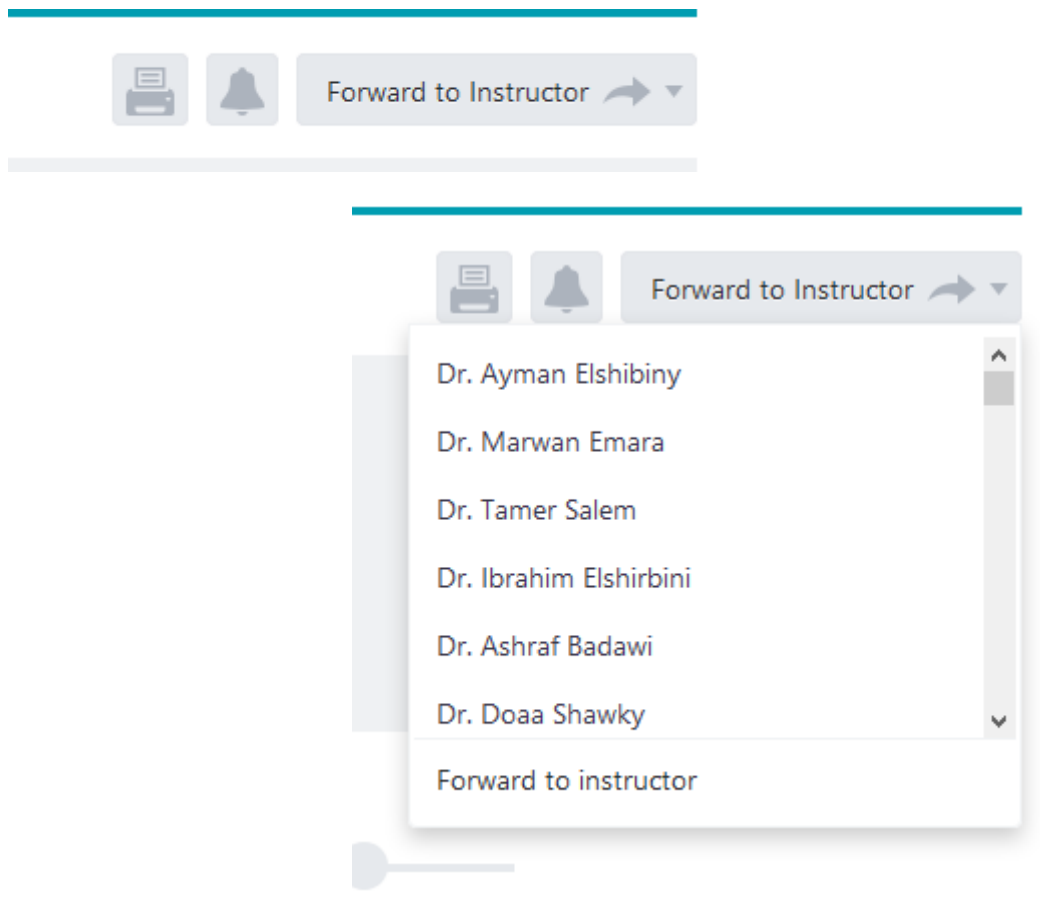 Forward to Instructor
Forward to Instructor
Dr. Ayman Elshibiny
Dr. Marwan Emara
Dr. Tamer Salem
Dr. Ibrahim Elshirbini
Dr. Ashraf Badawi
Dr. Doaa Shawky
Forward to instructor